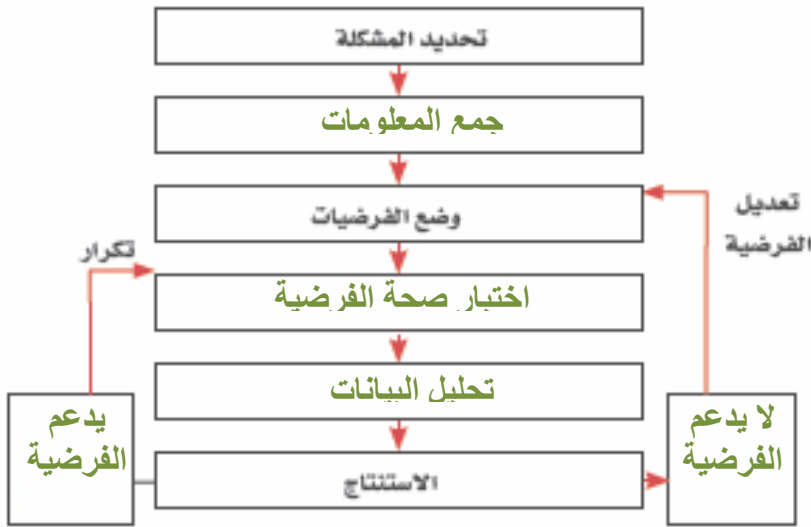 تحديد المشكلة
جمع المعلومات
وضع الفرضيات
تعديل
الفرضية
تكرار
اختبار صحة الفرضية
تحليل البيانات
لا يدعم
الفرضية
يدعم
الفرضية
الاستنتاج